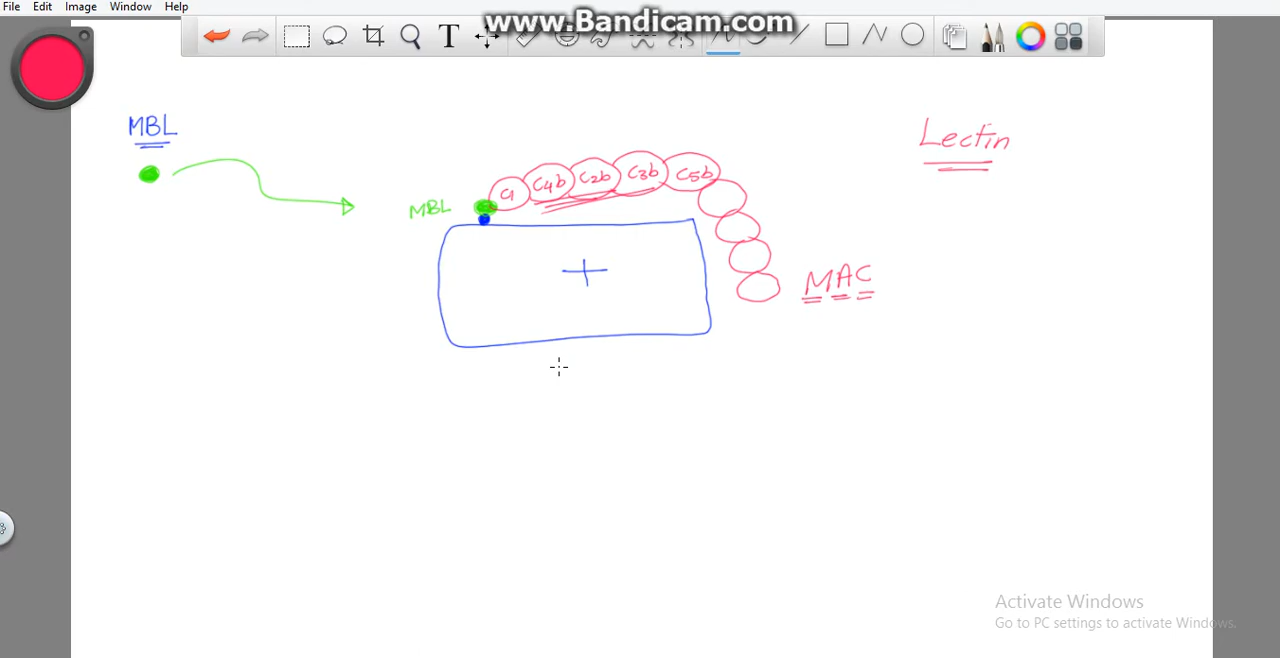 File Edit Image Window Help
www.Bandicam.com
T
MBL
Lectin
C1 C4b C2b C3b C5b
MBL
MAC
Activate Windows
Go to PC settings to activate Windows.